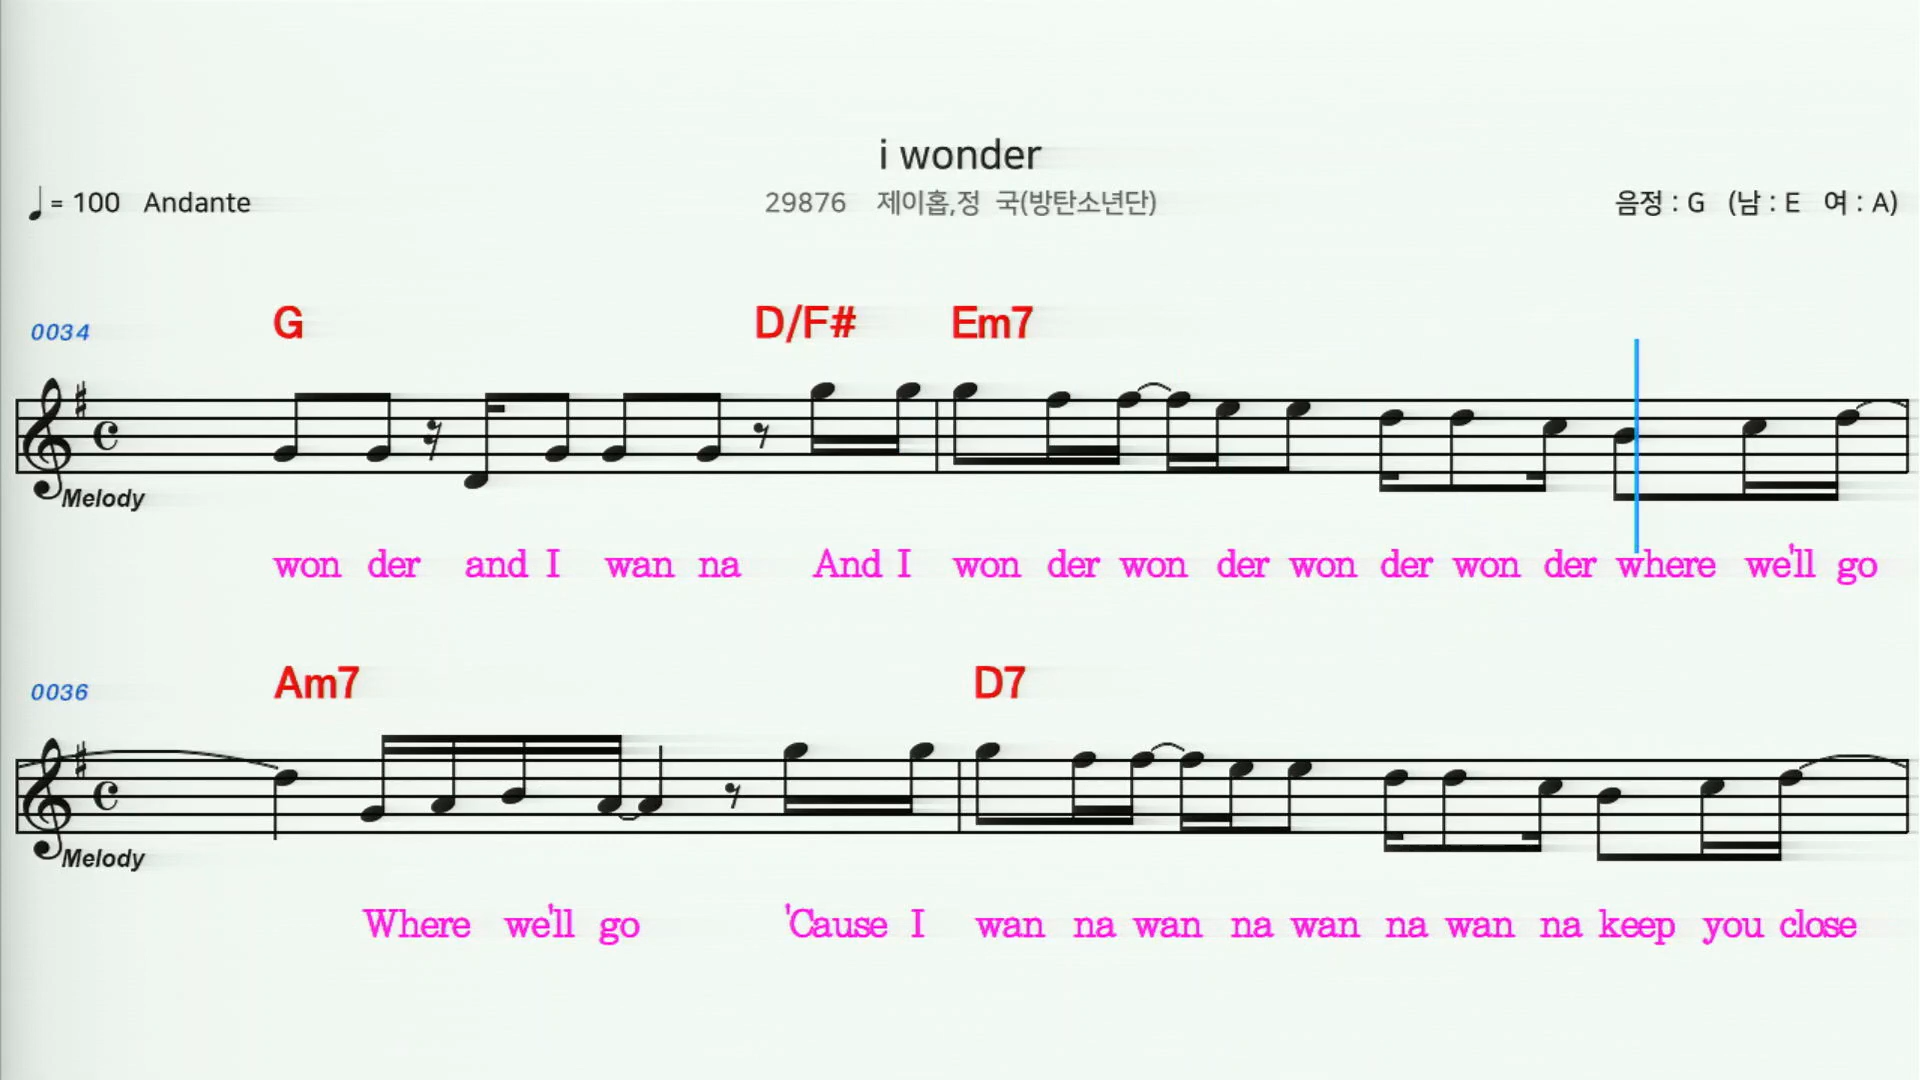 i wonder
= 100 Andante 29876 제이홉,정 국(방탄소년단) 음정 : G (남 : E 여 : A)
0034 G D/F# Em7
Melody
won der and I wan na And I won der won der won der won der where we'll go
0036 Am7 D7
Melody
Where we'll go 'Cause I wan na wan na wan na wan na keep you close